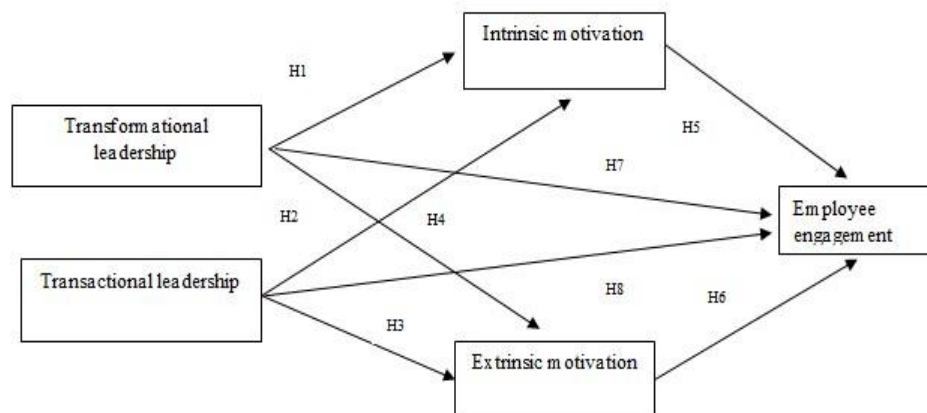 Intrinsic motivation
H1
Transformational
leadership
H5
H7
H2
H4
Employee
engagement
Transactional leadership
H8
H6
H3
Extrinsic motivation